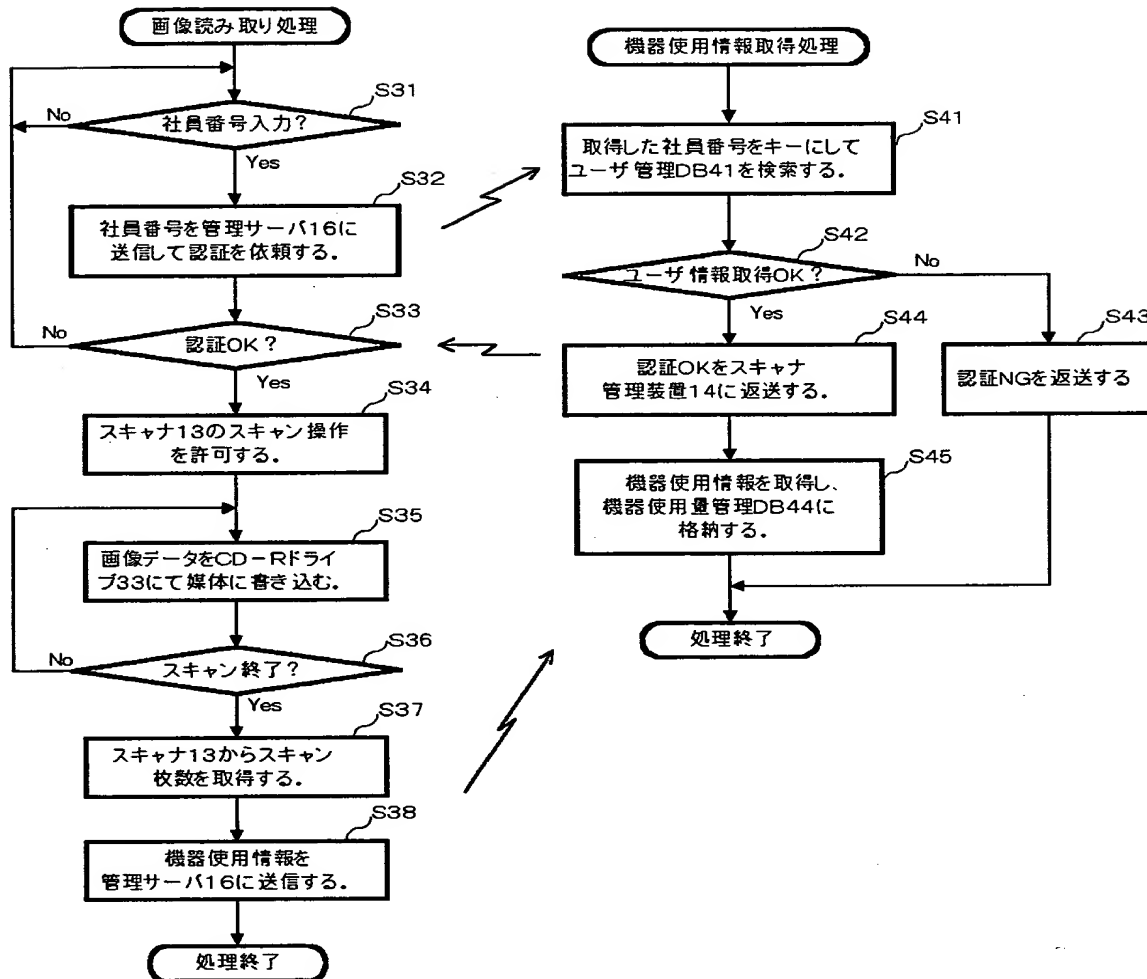 画像読み取り処理
S31
社員番号入力?
No
Yes
S32
社員番号を管理サーバ16に
送信して認証を依頼する。
S33
認証OK?
No
Yes
S34
スキャナ13のスキャン操作
を許可する。
S35
画像データをCD-Rドライ
ブ33にて媒体に書き込む。
S36
スキャン終了?
No
Yes
S37
スキャナ13からスキャン
枚数を取得する。
S38
機器使用情報を
管理サーバ16に送信する。
処理終了
機器使用情報取得処理
S41
取得した社員番号をキーにして
ユーザ管理DB41を検索する。
S42
ユーザ情報取得OK?
No
Yes
S43
認証NGを返送する
S44
認証OKをスキャナ
管理装置14に返送する。
S45
機器使用情報を取得し、
機器使用量管理DB44に
格納する。
処理終了